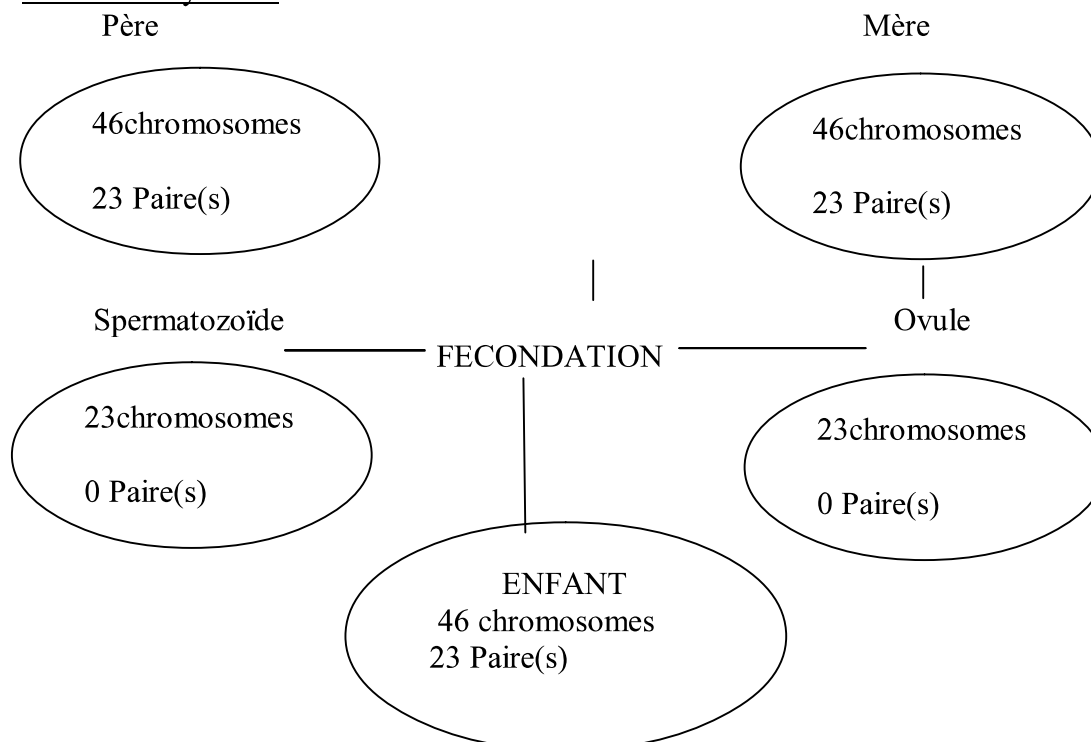 Père
Mère
46chromosomes
23 Paire(s)
46chromosomes
23 Paire(s)
Spermatozoïde
Ovule
FECONDATION
23chromosomes
0 Paire(s)
23chromosomes
0 Paire(s)
ENFANT
46 chromosomes
23 Paire(s)